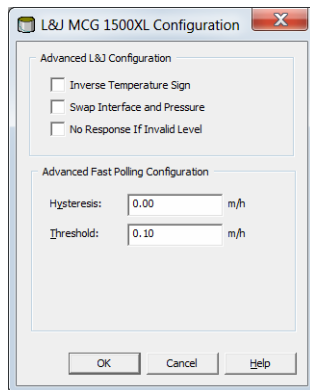 L&J MCG 1500XL Configuration
Advanced L&J Configuration
Inverse Temperature Sign
Swap Interface and Pressure
No Response If Invalid Level
Advanced Fast Polling Configuration
Hysteresis: 0.00 m/h
Threshold: 0.10 m/h
OK Cancel Help